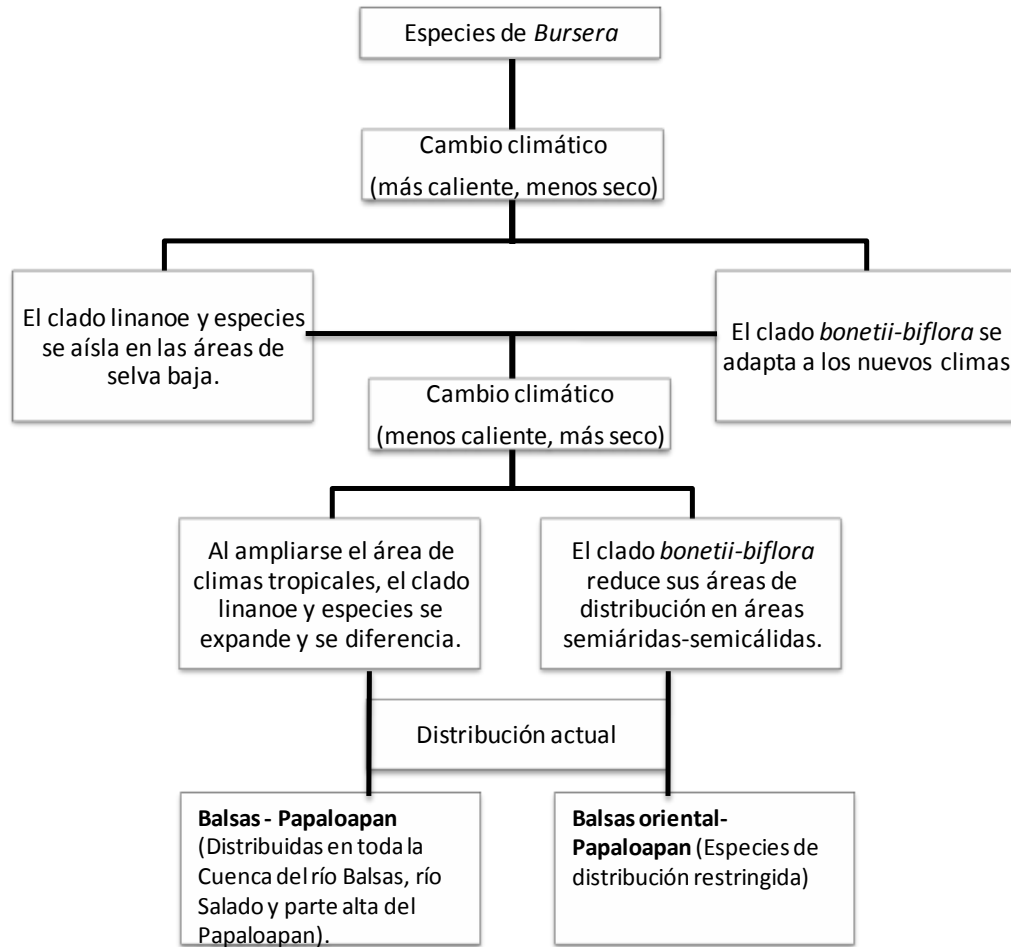 Especies de Bursera
Cambio climático
(más caliente, menos seco)
El clado linanoe y especies
se aísla en las áreas de
selva baja.
El clado bonetii-biflora se
adapta a los nuevos climas
Cambio climático
(menos caliente, más seco)
Al ampliarse el área de
climas tropicales, el clado
linanoe y especies se
expande y se diferencia.
El clado bonetii-biflora
reduce sus áreas de
distribución en áreas
semiáridas-semicálidas.
Distribución actual
Balsas - Papaloapan
(Distribuidas en toda la
Cuenca del río Balsas, río
Salado y parte alta del
Papaloapan).
Balsas oriental-
Papaloapan (Especies de
distribución restringida)